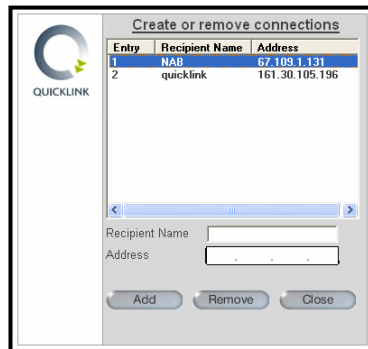 Create or remove connections
Entry Recipient Name Address
1 NAB 67.109.1.131
2 quicklink 161.30.105.196
QUICKLINK
Recipient Name
Address . . .
Add Remove Close